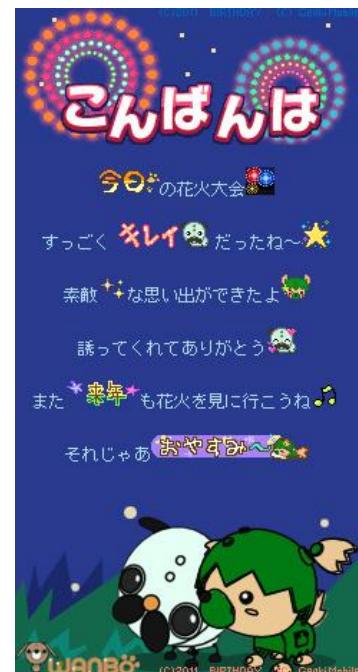 (C)2011 BIRTHDAY (C) GeekiMobile
こんばんは
今日の花火大会
すっごくキレイだったね～
素敵な思い出ができたよ
誘ってくれてありがとう
また来年も花火を見に行こうね
それじゃあおやすみ～
WANBO
(C)2011 BIRTHDAY